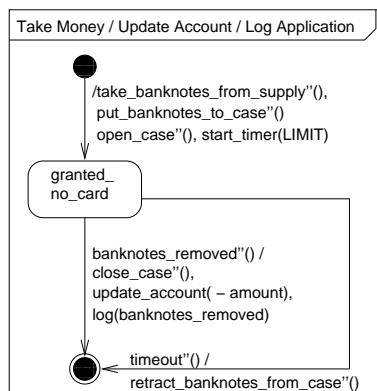 Take Money / Update Account / Log Application
/take_banknotes_from_supply”(),
put_banknotes_to_case”()
open_case”(), start_timer(LIMIT)
granted_
no_card
banknotes_removed”() /
close_case”(),
update_account( − amount),
log(banknotes_removed)
timeout”() /
retract_banknotes_from_case”()